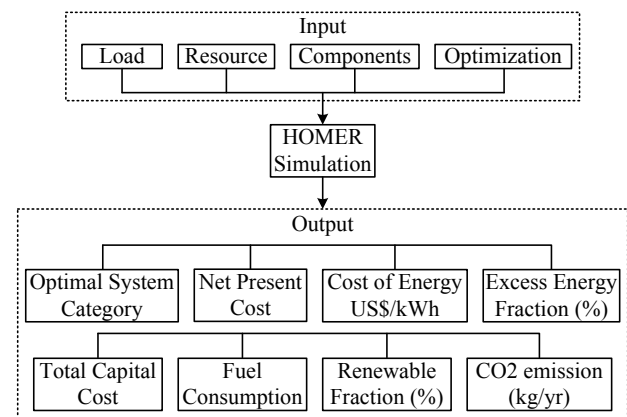 Input
Load
Resource
Components
Optimization
HOMER
Simulation
Output
Optimal System
Category
Net Present
Cost
Cost of Energy
US$/kWh
Excess Energy
Fraction (%)
Total Capital
Cost
Fuel
Consumption
Renewable
Fraction (%)
CO2 emission
(kg/yr)